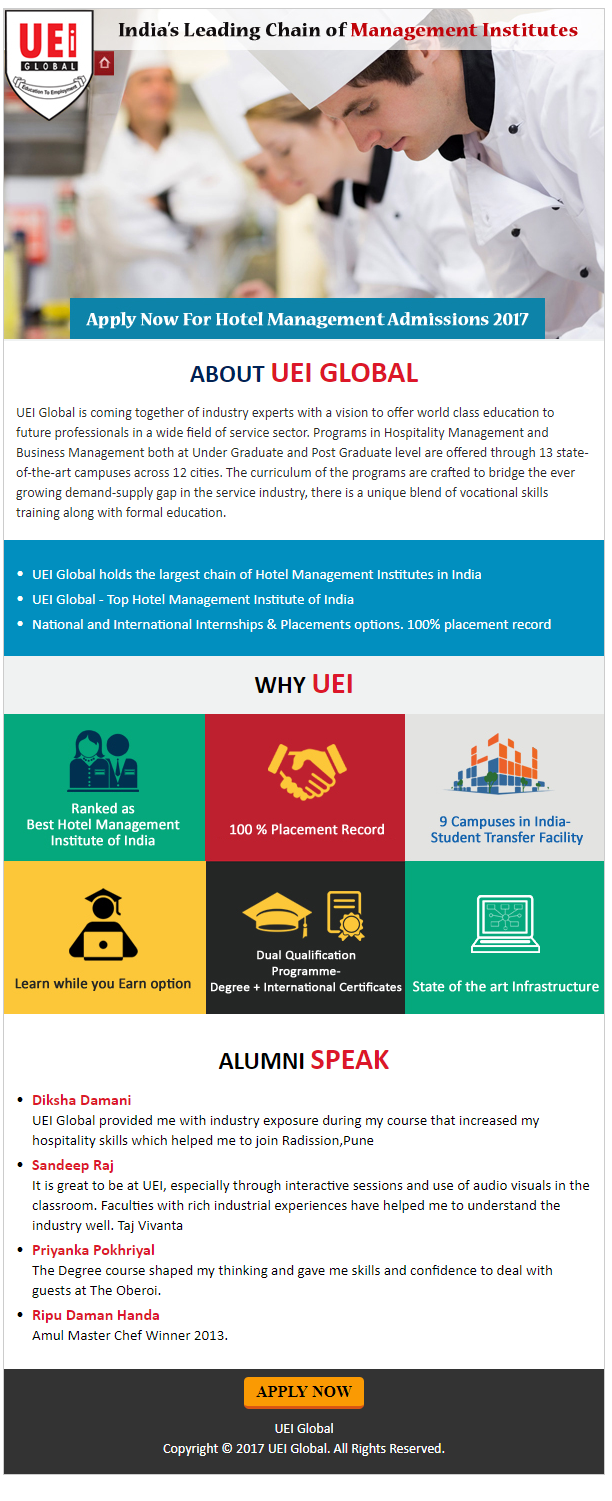 UEi
GLOBAL
Education To Employment
India's Leading Chain of Management Institutes
Apply Now For Hotel Management Admissions 2017
ABOUT UEI GLOBAL
UEI Global is coming together of industry experts with a vision to offer world class education to
future professionals in a wide field of service sector. Programs in Hospitality Management and
Business Management both at Under Graduate and Post Graduate level are offered through 13 state-
of-the-art campuses across 12 cities. The curriculum of the programs are crafted to bridge the ever
growing demand-supply gap in the service industry, there is a unique blend of vocational skills
training along with formal education.
• UEI Global holds the largest chain of Hotel Management Institutes in India
• UEI Global - Top Hotel Management Institute of India
• National and International Internships & Placements options. 100% placement record
WHY UEI
Ranked as
Best Hotel Management
Institute of India
100 % Placement Record
9 Campuses in India-
Student Transfer Facility
Learn while you Earn option
Dual Qualification
Programme-
Degree + International Certificates
State of the art Infrastructure
ALUMNI SPEAK
• Diksha Damani
UEI Global provided me with industry exposure during my course that increased my
hospitality skills which helped me to join Radission,Pune
• Sandeep Raj
It is great to be at UEI, especially through interactive sessions and use of audio visuals in the
classroom. Faculties with rich industrial experiences have helped me to understand the
industry well. Taj Vivanta
• Priyanka Pokhriyal
The Degree course shaped my thinking and gave me skills and confidence to deal with
guests at The Oberoi.
• Ripu Daman Handa
Amul Master Chef Winner 2013.
APPLY NOW
UEI Global
Copyright © 2017 UEI Global. All Rights Reserved.